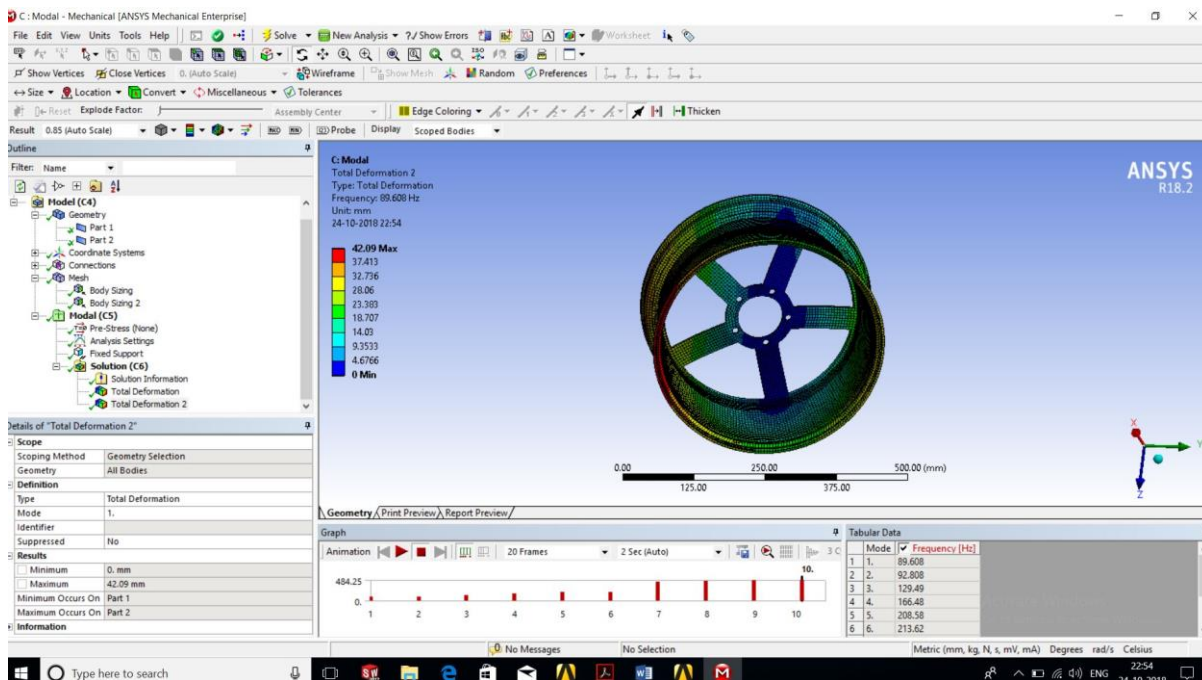 C : Modal - Mechanical [ANSYS Mechanical Enterprise]
File Edit View Units Tools Help Solve New Analysis ?/ Show Errors Worksheet
Show Vertices Close Vertices 0. (Auto Scale) Wireframe Show Mesh Random Preferences
Size Location Convert Miscellaneous Tolerances
Reset Explode Factor: Assembly Center Edge Coloring Thicken
Result 0.85 (Auto Scale) Probe Display Scoped Bodies
Outline
Filter: Name
Model (C4)
Geometry
Part 1
Part 2
Coordinate Systems
Connections
Mesh
Body Sizing
Body Sizing 2
Modal (C5)
Pre-Stress (None)
Analysis Settings
Fixed Support
Solution (C6)
Solution Information
Total Deformation
Total Deformation 2
Details of "Total Deformation 2"
Scope
Scoping Method Geometry Selection
Geometry All Bodies
Definition
Type Total Deformation
Mode 1.
Identifier
Suppressed No
Results
Minimum 0. mm
Maximum 42.09 mm
Minimum Occurs On Part 1
Maximum Occurs On Part 2
Information
C: Modal
Total Deformation 2
Type: Total Deformation
Frequency: 89.608 Hz
Unit: mm
24-10-2018 22:54
42.09 Max
37.413
32.736
28.06
23.383
18.707
14.03
9.3533
4.6766
0 Min
ANSYS
R18.2
0.00 250.00 500.00 (mm)
125.00 375.00
X
Y
Z
Geometry Print Preview Report Preview
Graph
Animation 20 Frames 2 Sec (Auto) 3 C
10.
484.25
0.
1 2 3 4 5 6 7 8 9 10
Tabular Data
Mode Frequency [Hz]
1 1. 89.608
2 2. 92.808
3 3. 129.49
4 4. 166.48
5 5. 208.58
6 6. 213.62
No Messages No Selection Metric (mm, kg, N, s, mV, mA) Degrees rad/s Celsius
Type here to search ENG 22:54
24-10-2018